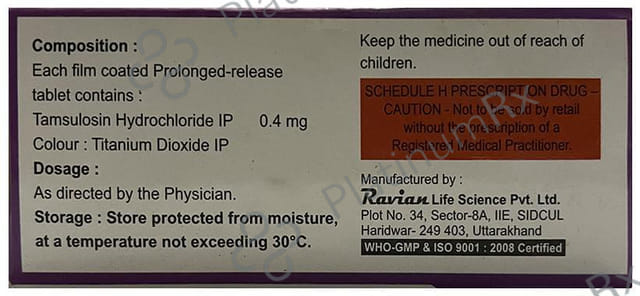 Composition :
Each film coated Prolonged-release
tablet contains :
Tamsulosin Hydrochloride IP 0.4 mg
Colour : Titanium Dioxide IP
Dosage :
As directed by the Physician.
Storage : Store protected from moisture,
at a temperature not exceeding 30°C.
Keep the medicine out of reach of
children.
SCHEDULE H PRESCRIPTION DRUG –
CAUTION - Not to be sold by retail
without the prescription of a
Registered Medical Practitioner.
Manufactured by :
Ravian Life Science Pvt. Ltd.
Plot No. 34, Sector-8A, IIE, SIDCUL
Haridwar- 249 403, Uttarakhand
WHO-GMP & ISO 9001 : 2008 Certified
PlatinumRx